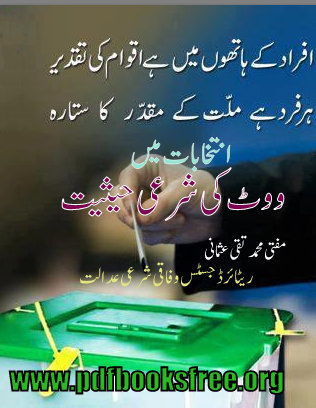 افراد کے ہاتھوں میں ہے اقوام کی تقدیر
ہر فرد ہے ملّت کے مقدّر کا ستارہ
انتخابات میں
ووٹ کی شرعی حیثیت
مفتی محمد تقی عثمانی
ریٹائرڈ جسٹس وفاقی شرعی عدالت
www.pdfbooksfree.org